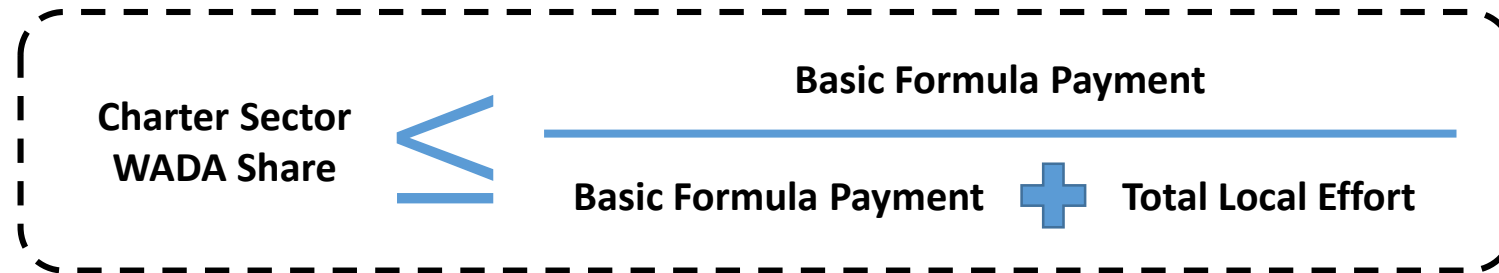 Charter Sector
WADA Share
≤
Basic Formula Payment
Basic Formula Payment + Total Local Effort